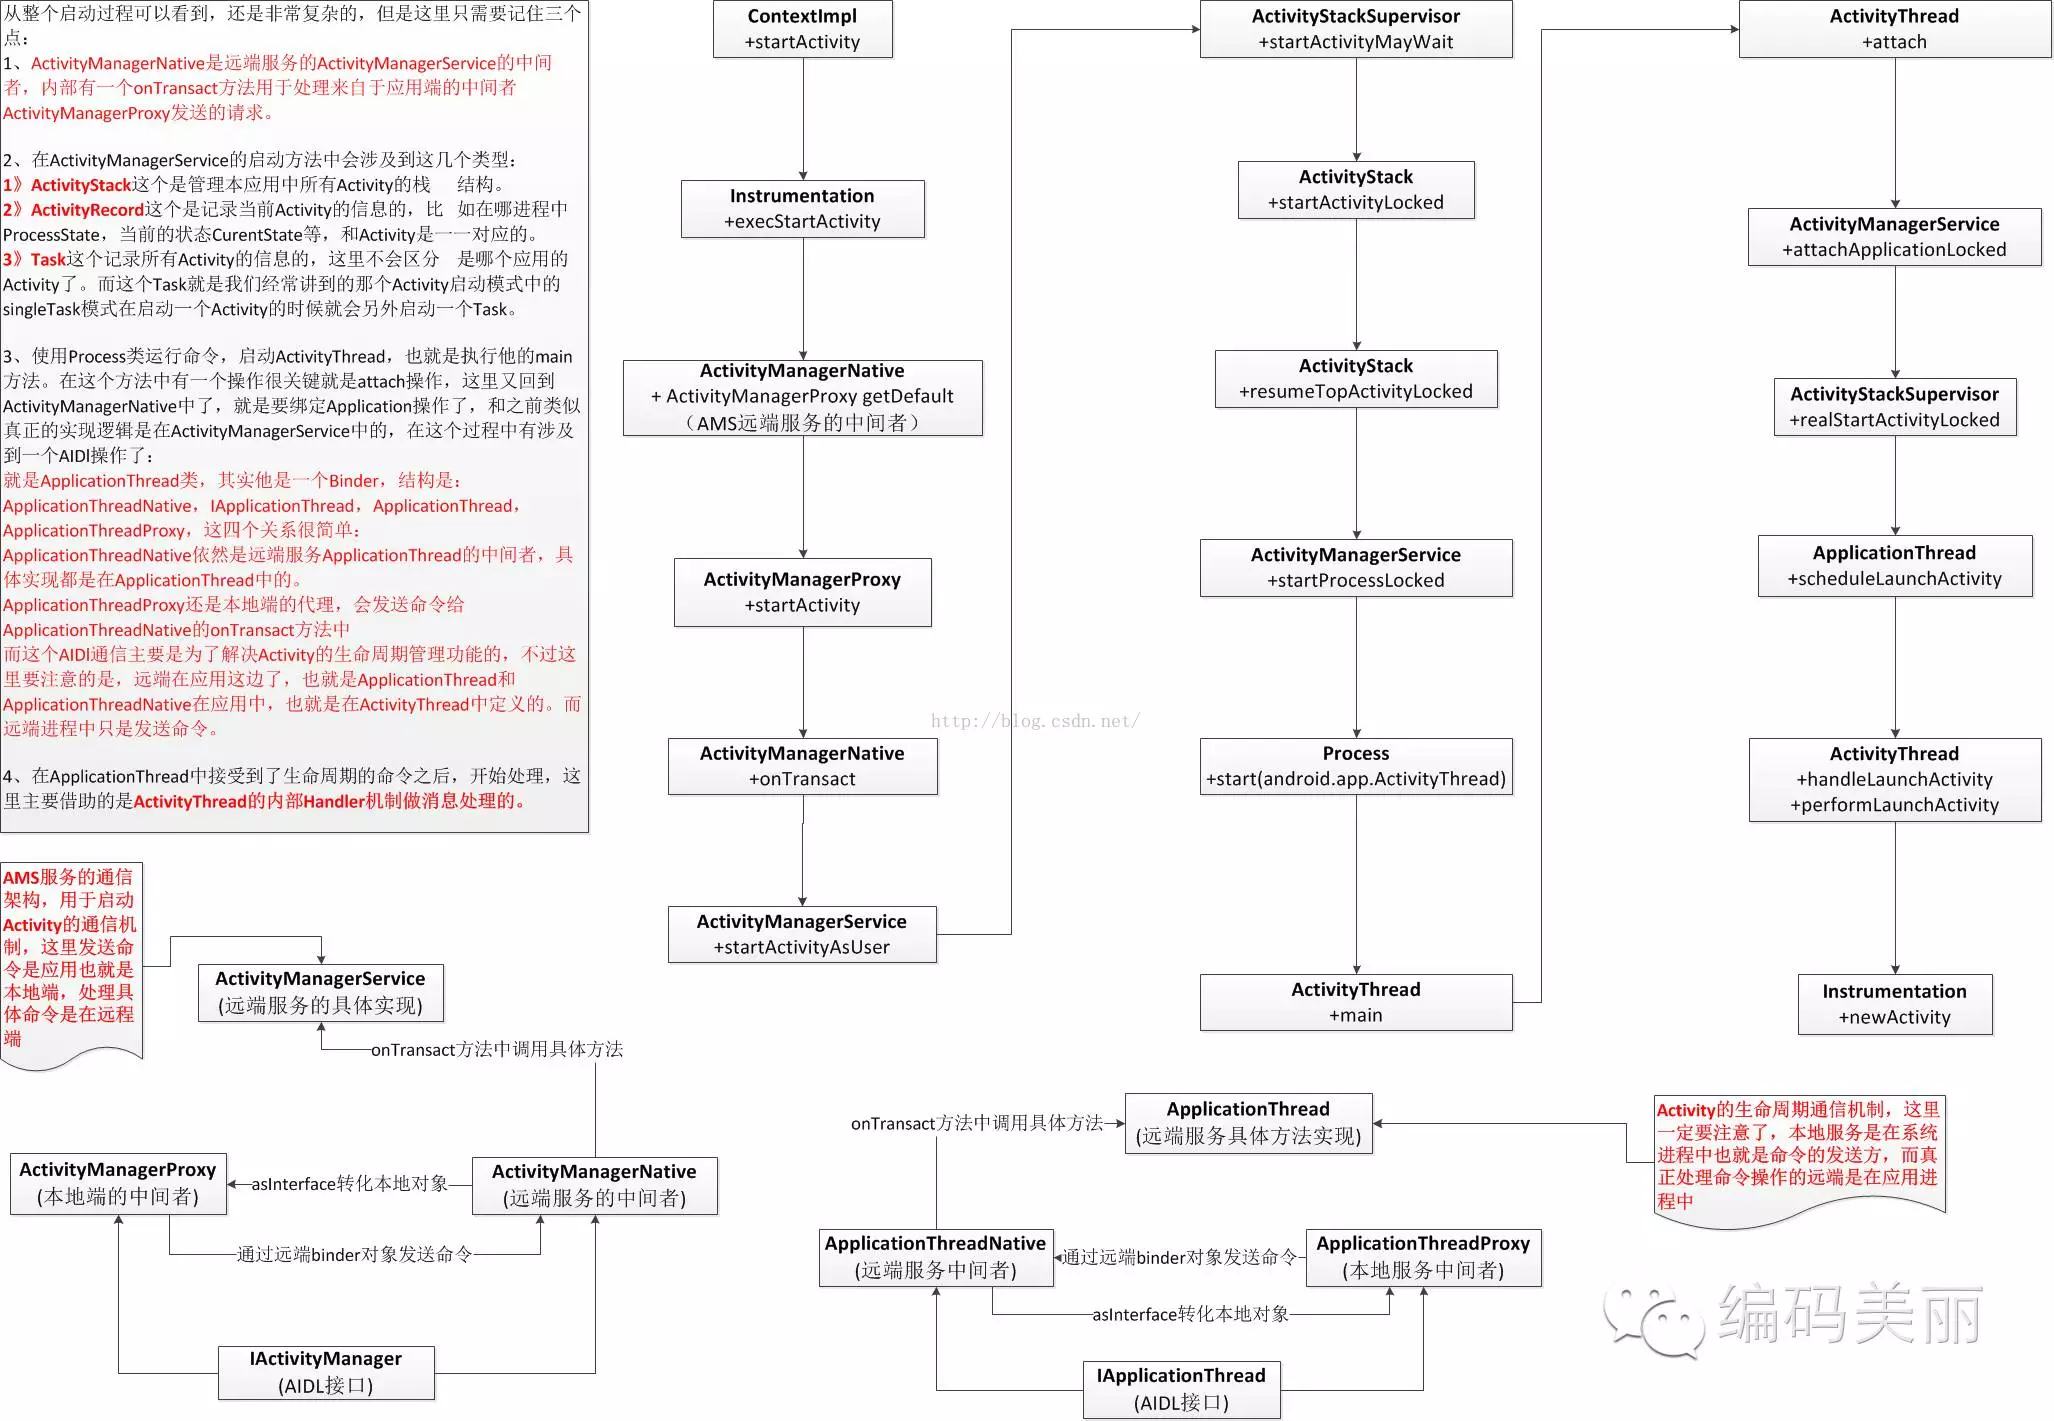 从整个启动过程可以看到，还是非常复杂的，但是这里只需要记住三个
点：
1、ActivityManagerNative是远端服务的ActivityManagerService的中间
者，内部有一个onTransact方法用于处理来自于应用端的中间者
ActivityManagerProxy发送的请求。
2、在ActivityManagerService的启动方法中会涉及到这几个类型：
1》ActivityStack这个是管理本应用中所有Activity的栈 结构。
2》ActivityRecord这个是记录当前Activity的信息的，比 如在哪进程中
ProcessState，当前的状态CurentState等，和Activity是一一对应的。
3》Task这个记录所有Activity的信息的，这里不会区分 是哪个应用的
Activity了。而这个Task就是我们经常讲到的那个Activity启动模式中的
singleTask模式在启动一个Activity的时候就会另外启动一个Task。
3、使用Process类运行命令，启动ActivityThread，也就是执行他的main
方法。在这个方法中有一个操作很关键就是attach操作，这里又回到
ActivityManagerNative中了，就是要绑定Application操作了，和之前类似
真正的实现逻辑是在ActivityManagerService中的，在这个过程中有涉及
到一个AIDl操作了：
就是ApplicationThread类，其实他是一个Binder，结构是：
ApplicationThreadNative，IApplicationThread，ApplicationThread，
ApplicationThreadProxy，这四个关系很简单：
ApplicationThreadNative依然是远端服务ApplicationThread的中间者，具
体实现都是在ApplicationThread中的。
ApplicationThreadProxy还是本地端的代理，会发送命令给
ApplicationThreadNative的onTransact方法中
而这个AIDl通信主要是为了解决Activity的生命周期管理功能的，不过这
里要注意的是，远端在应用这边了，也就是ApplicationThread和
ApplicationThreadNative在应用中，也就是在ActivityThread中定义的。而
远端进程中只是发送命令。
4、在ApplicationThread中接受到了生命周期的命令之后，开始处理，这
里主要借助的是ActivityThread的内部Handler机制做消息处理的。
ContextImpl
+startActivity
Instrumentation
+execStartActivity
ActivityManagerNative
+ ActivityManagerProxy getDefault
（AMS远端服务的中间者）
ActivityManagerProxy
+startActivity
ActivityManagerNative
+onTransact
ActivityManagerService
+startActivityAsUser
ActivityStackSupervisor
+startActivityMayWait
ActivityStack
+startActivityLocked
ActivityStack
+resumeTopActivityLocked
ActivityManagerService
+startProcessLocked
Process
+start(android.app.ActivityThread)
ActivityThread
+main
ActivityThread
+attach
ActivityManagerService
+attachApplicationLocked
ActivityStackSupervisor
+realStartActivityLocked
ApplicationThread
+scheduleLaunchActivity
ActivityThread
+handleLaunchActivity
+performLaunchActivity
Instrumentation
+newActivity
http://blog.csdn.net/
AMS服务的通信
架构，用于启动
Activity的通信机
制，这里发送命
令是应用也就是
本地端，处理具
体命令是在远程
端
ActivityManagerService
(远端服务的具体实现)
onTransact方法中调用具体方法
ActivityManagerProxy
(本地端的中间者)
asInterface转化本地对象
ActivityManagerNative
(远端服务的中间者)
通过远端binder对象发送命令
IActivityManager
(AIDL接口)
onTransact方法中调用具体方法
ApplicationThread
(远端服务具体方法实现)
Activity的生命周期通信机制，这里
一定要注意了，本地服务是在系统
进程中也就是命令的发送方，而真
正处理命令操作的远端是在应用进
程中
ApplicationThreadNative
(远端服务中间者)
通过远端binder对象发送命令
ApplicationThreadProxy
(本地服务中间者)
asInterface转化本地对象
IApplicationThread
(AIDL接口)
编码美丽